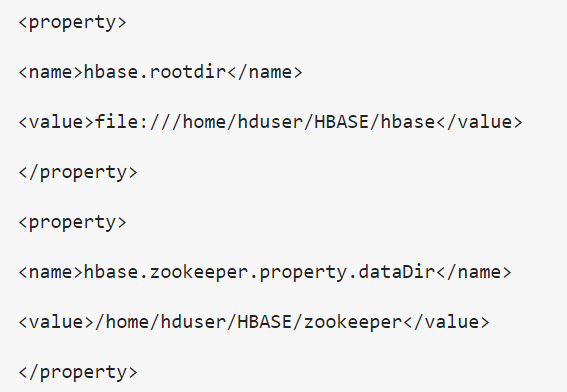 <property>
<name>hbase.rootdir</name>
<value>file:///home/hduser/HBASE/hbase</value>
</property>
<property>
<name>hbase.zookeeper.property.dataDir</name>
<value>/home/hduser/HBASE/zookeeper</value>
</property>